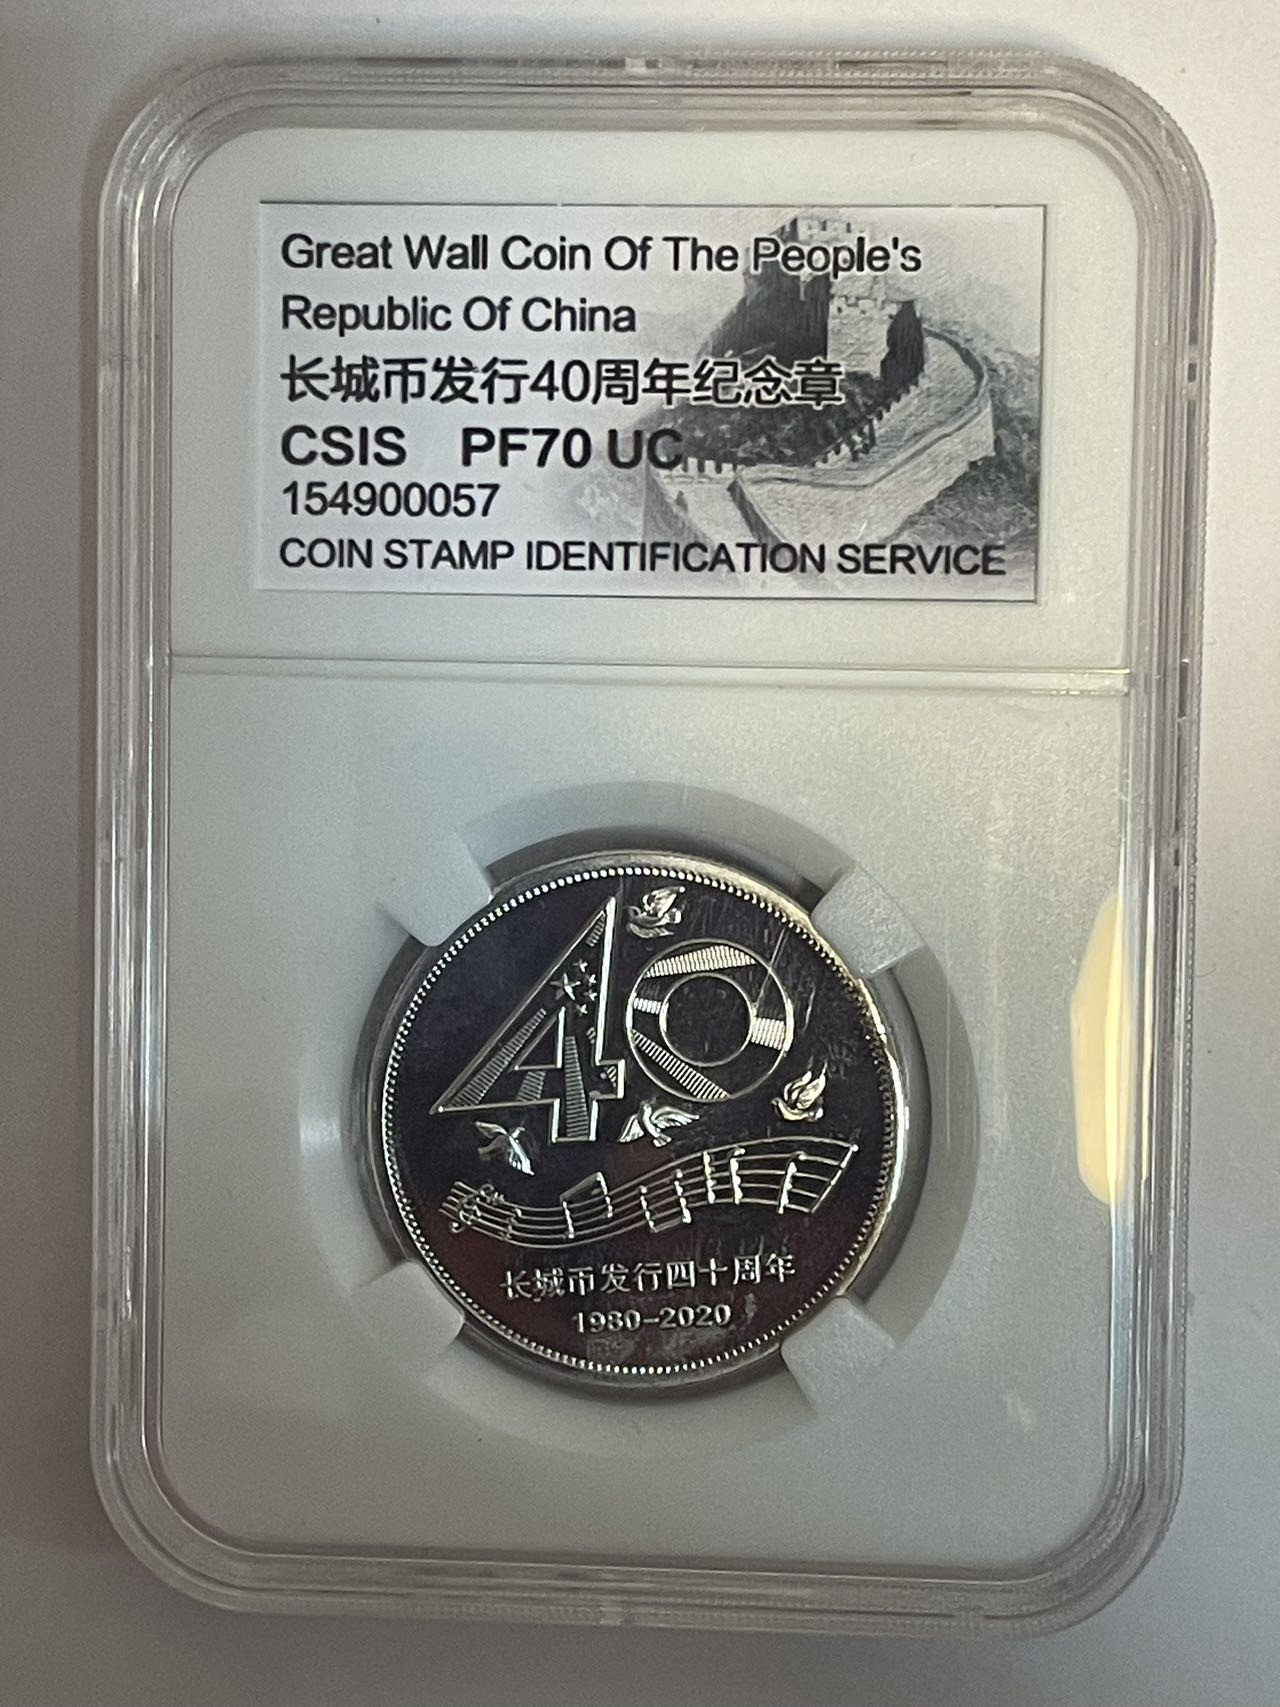 Great Wall Coin Of The People's
Republic Of China
长城币发行40周年纪念章
CSIS PF70 UC
154900057
COIN STAMP IDENTIFICATION SERVICE
40
长城币发行四十周年
1980-2020